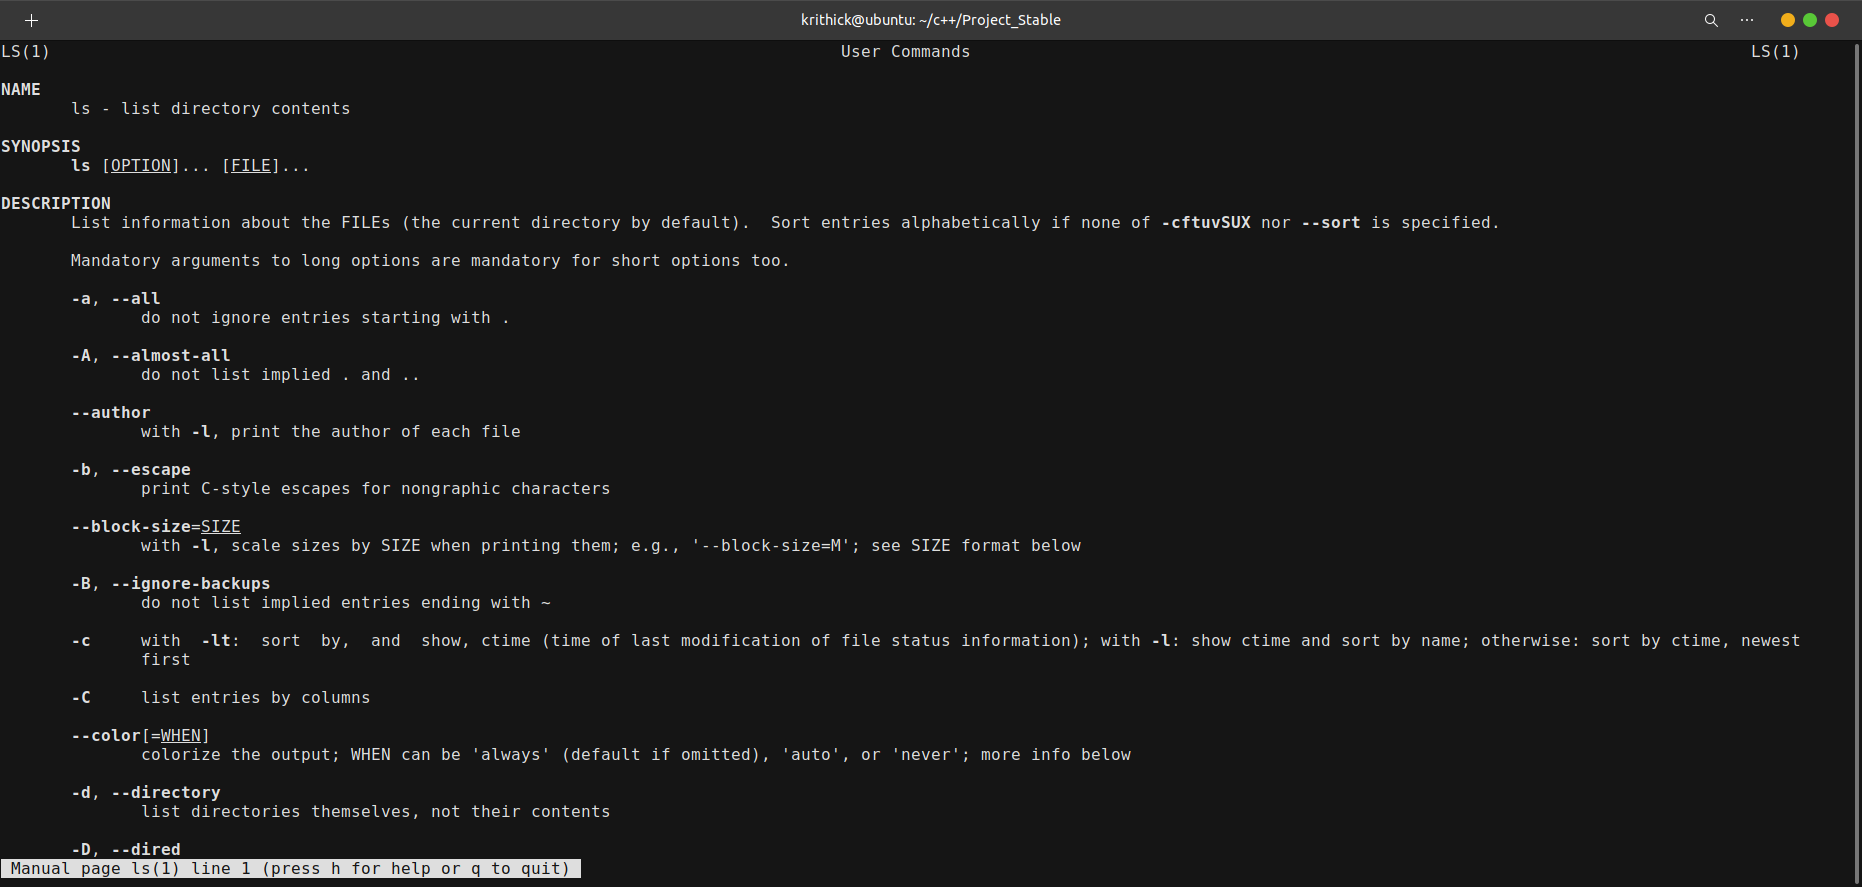 krithick@ubuntu: ~/c++/Project_Stable
LS(1) User Commands LS(1)
NAME
ls - list directory contents
SYNOPSIS
ls [OPTION]... [FILE]...
DESCRIPTION
List information about the FILEs (the current directory by default).  Sort entries alphabetically if none of -cftuvSUX nor --sort is specified.
Mandatory arguments to long options are mandatory for short options too.
-a, --all
do not ignore entries starting with .
-A, --almost-all
do not list implied . and ..
--author
with -l, print the author of each file
-b, --escape
print C-style escapes for nongraphic characters
--block-size=SIZE
with -l, scale sizes by SIZE when printing them; e.g., '--block-size=M'; see SIZE format below
-B, --ignore-backups
do not list implied entries ending with ~
-c     with  -lt:  sort  by,  and  show, ctime (time of last modification of file status information); with -l: show ctime and sort by name; otherwise: sort by ctime, newest
first
-C     list entries by columns
--color[=WHEN]
colorize the output; WHEN can be 'always' (default if omitted), 'auto', or 'never'; more info below
-d, --directory
list directories themselves, not their contents
-D, --dired
Manual page ls(1) line 1 (press h for help or q to quit)